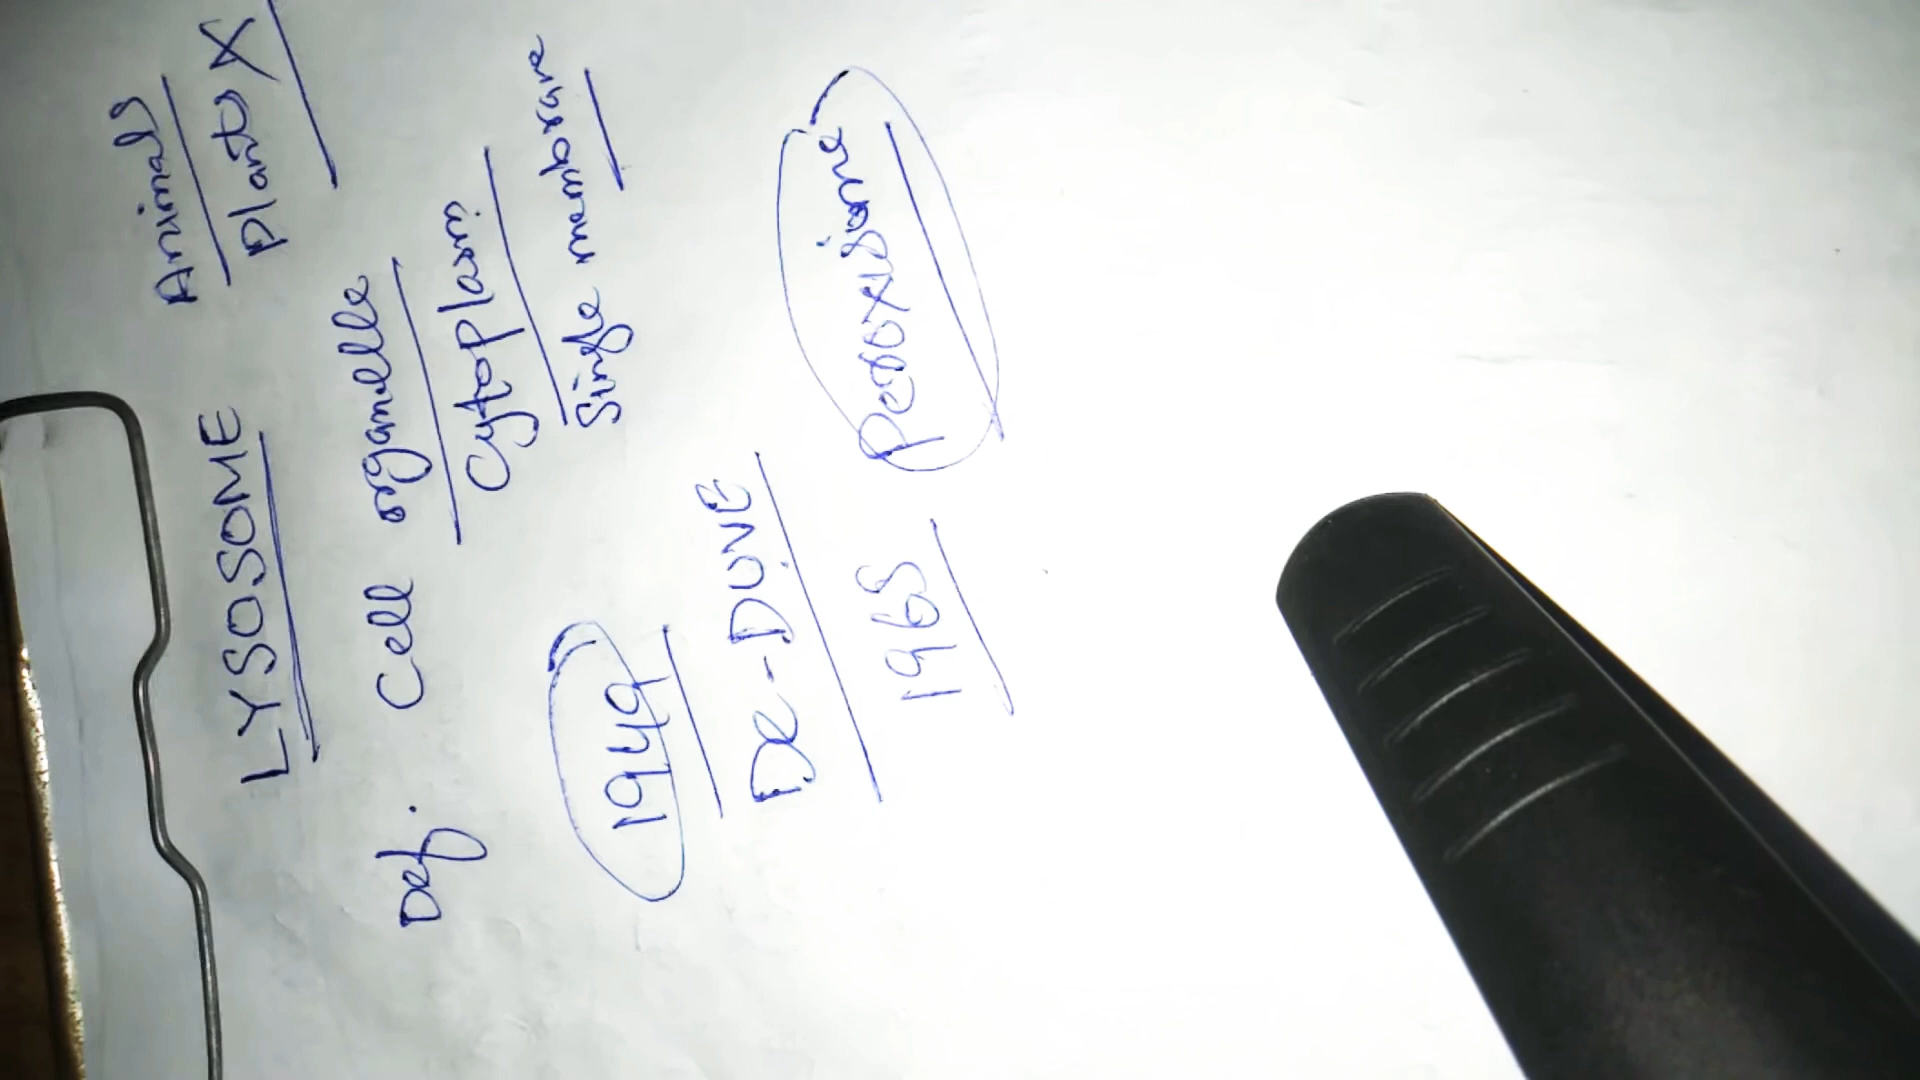 LYSOSOME
Animals
Plants X
Def. Cell organelle
Cytoplasm
Single membrane
1949
De-DUVE
1965 Peroxisome